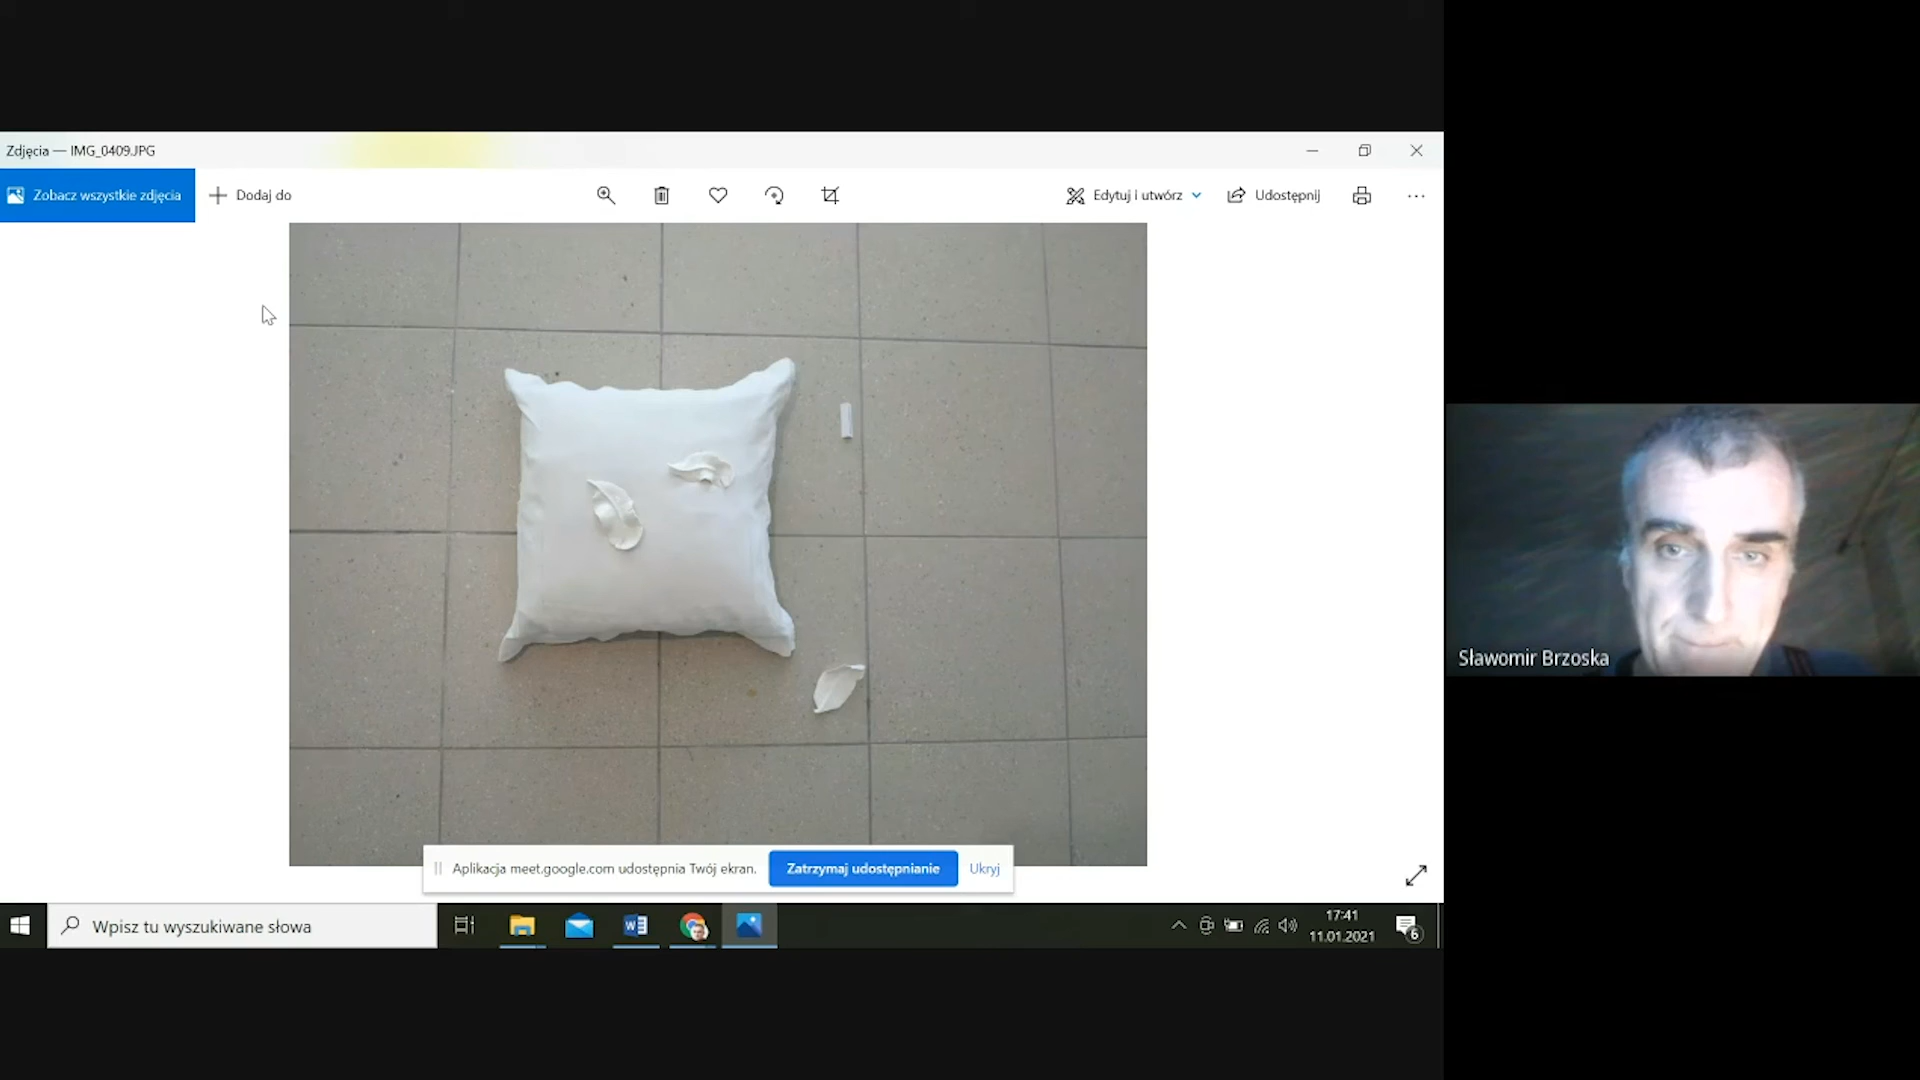 Zdjęcia — IMG_0409.JPG
Zobacz wszystkie zdjęcia
Dodaj do
Edytuj i utwórz
Udostępnij
Sławomir Brzoska
Aplikacja meet.google.com udostępnia Twój ekran.
Zatrzymaj udostępnianie
Ukryj
Wpisz tu wyszukiwane słowa
17:41
11.01.2021
6